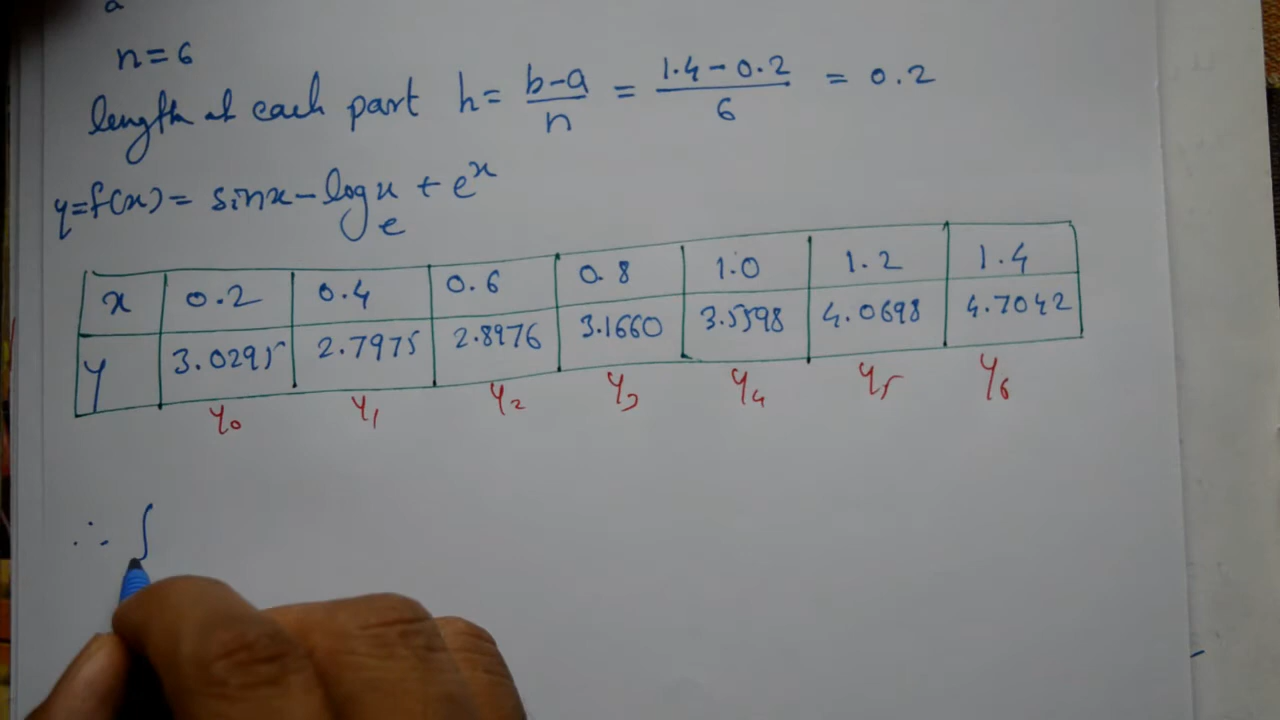 a
n=6
length of each part h = b-a/n = 1.4-0.2/6 = 0.2
y=f(x)= sinx-log_e x + e^x
x 0.2 0.4 0.6 0.8 1.0 1.2 1.4
y 3.0295 2.7975 2.8976 3.1660 3.5598 4.0698 4.7042
y₀ y₁ y₂ y₃ y₄ y₅ y₆
∴ ∫